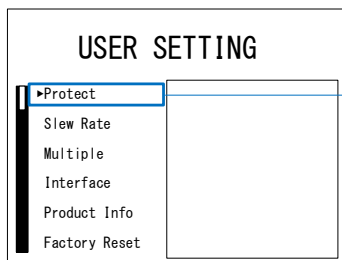 USER SETTING
▸Protect
Slew Rate
Multiple
Interface
Product Info
Factory Reset